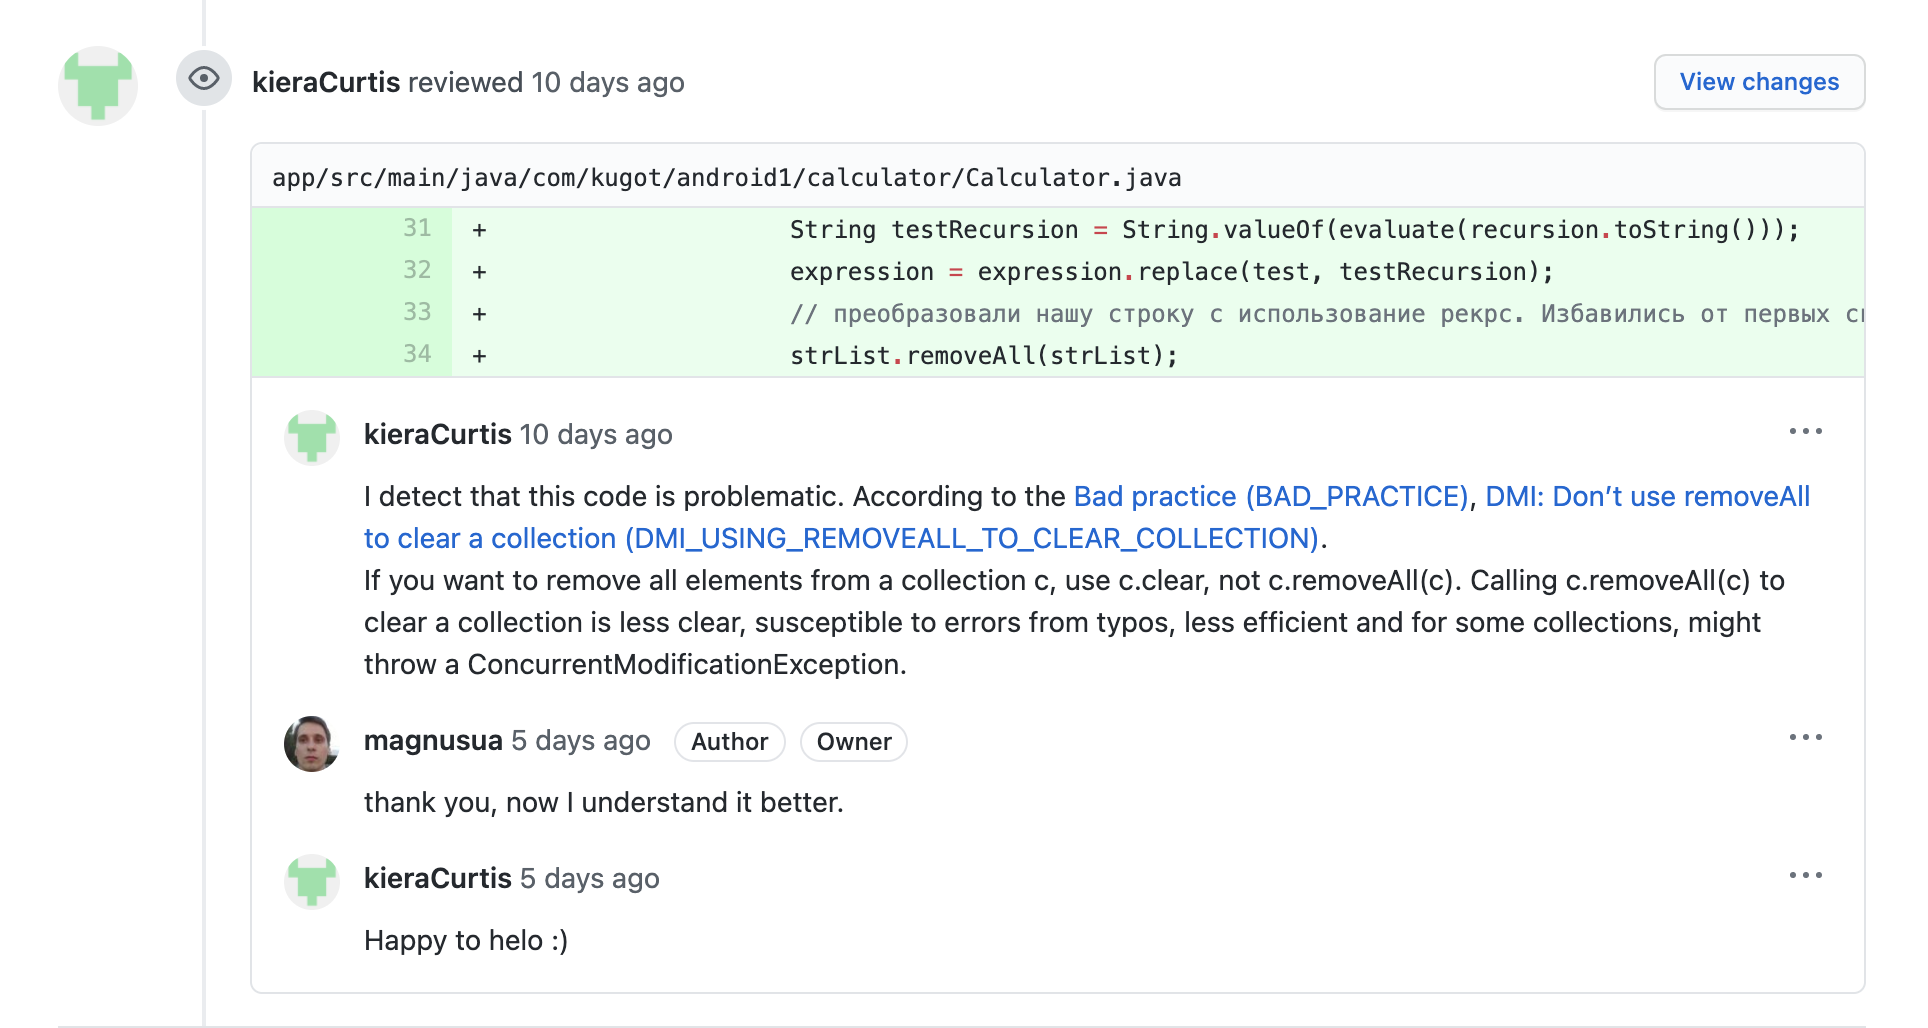 kieraCurtis reviewed 10 days ago
View changes
app/src/main/java/com/kugot/android1/calculator/Calculator.java
31 + String testRecursion = String.valueOf(evaluate(recursion.toString()));
32 + expression = expression.replace(test, testRecursion);
33 + // преобразовали нашу строку с использование рекрс. Избавились от первых
34 + strList.removeAll(strList);
kieraCurtis 10 days ago
I detect that this code is problematic. According to the Bad practice (BAD_PRACTICE), DMI: Don’t use removeAll
to clear a collection (DMI_USING_REMOVEALL_TO_CLEAR_COLLECTION).
If you want to remove all elements from a collection c, use c.clear, not c.removeAll(c). Calling c.removeAll(c) to
clear a collection is less clear, susceptible to errors from typos, less efficient and for some collections, might
throw a ConcurrentModificationException.
magnusua 5 days ago Author Owner
thank you, now I understand it better.
kieraCurtis 5 days ago
Happy to helo :)